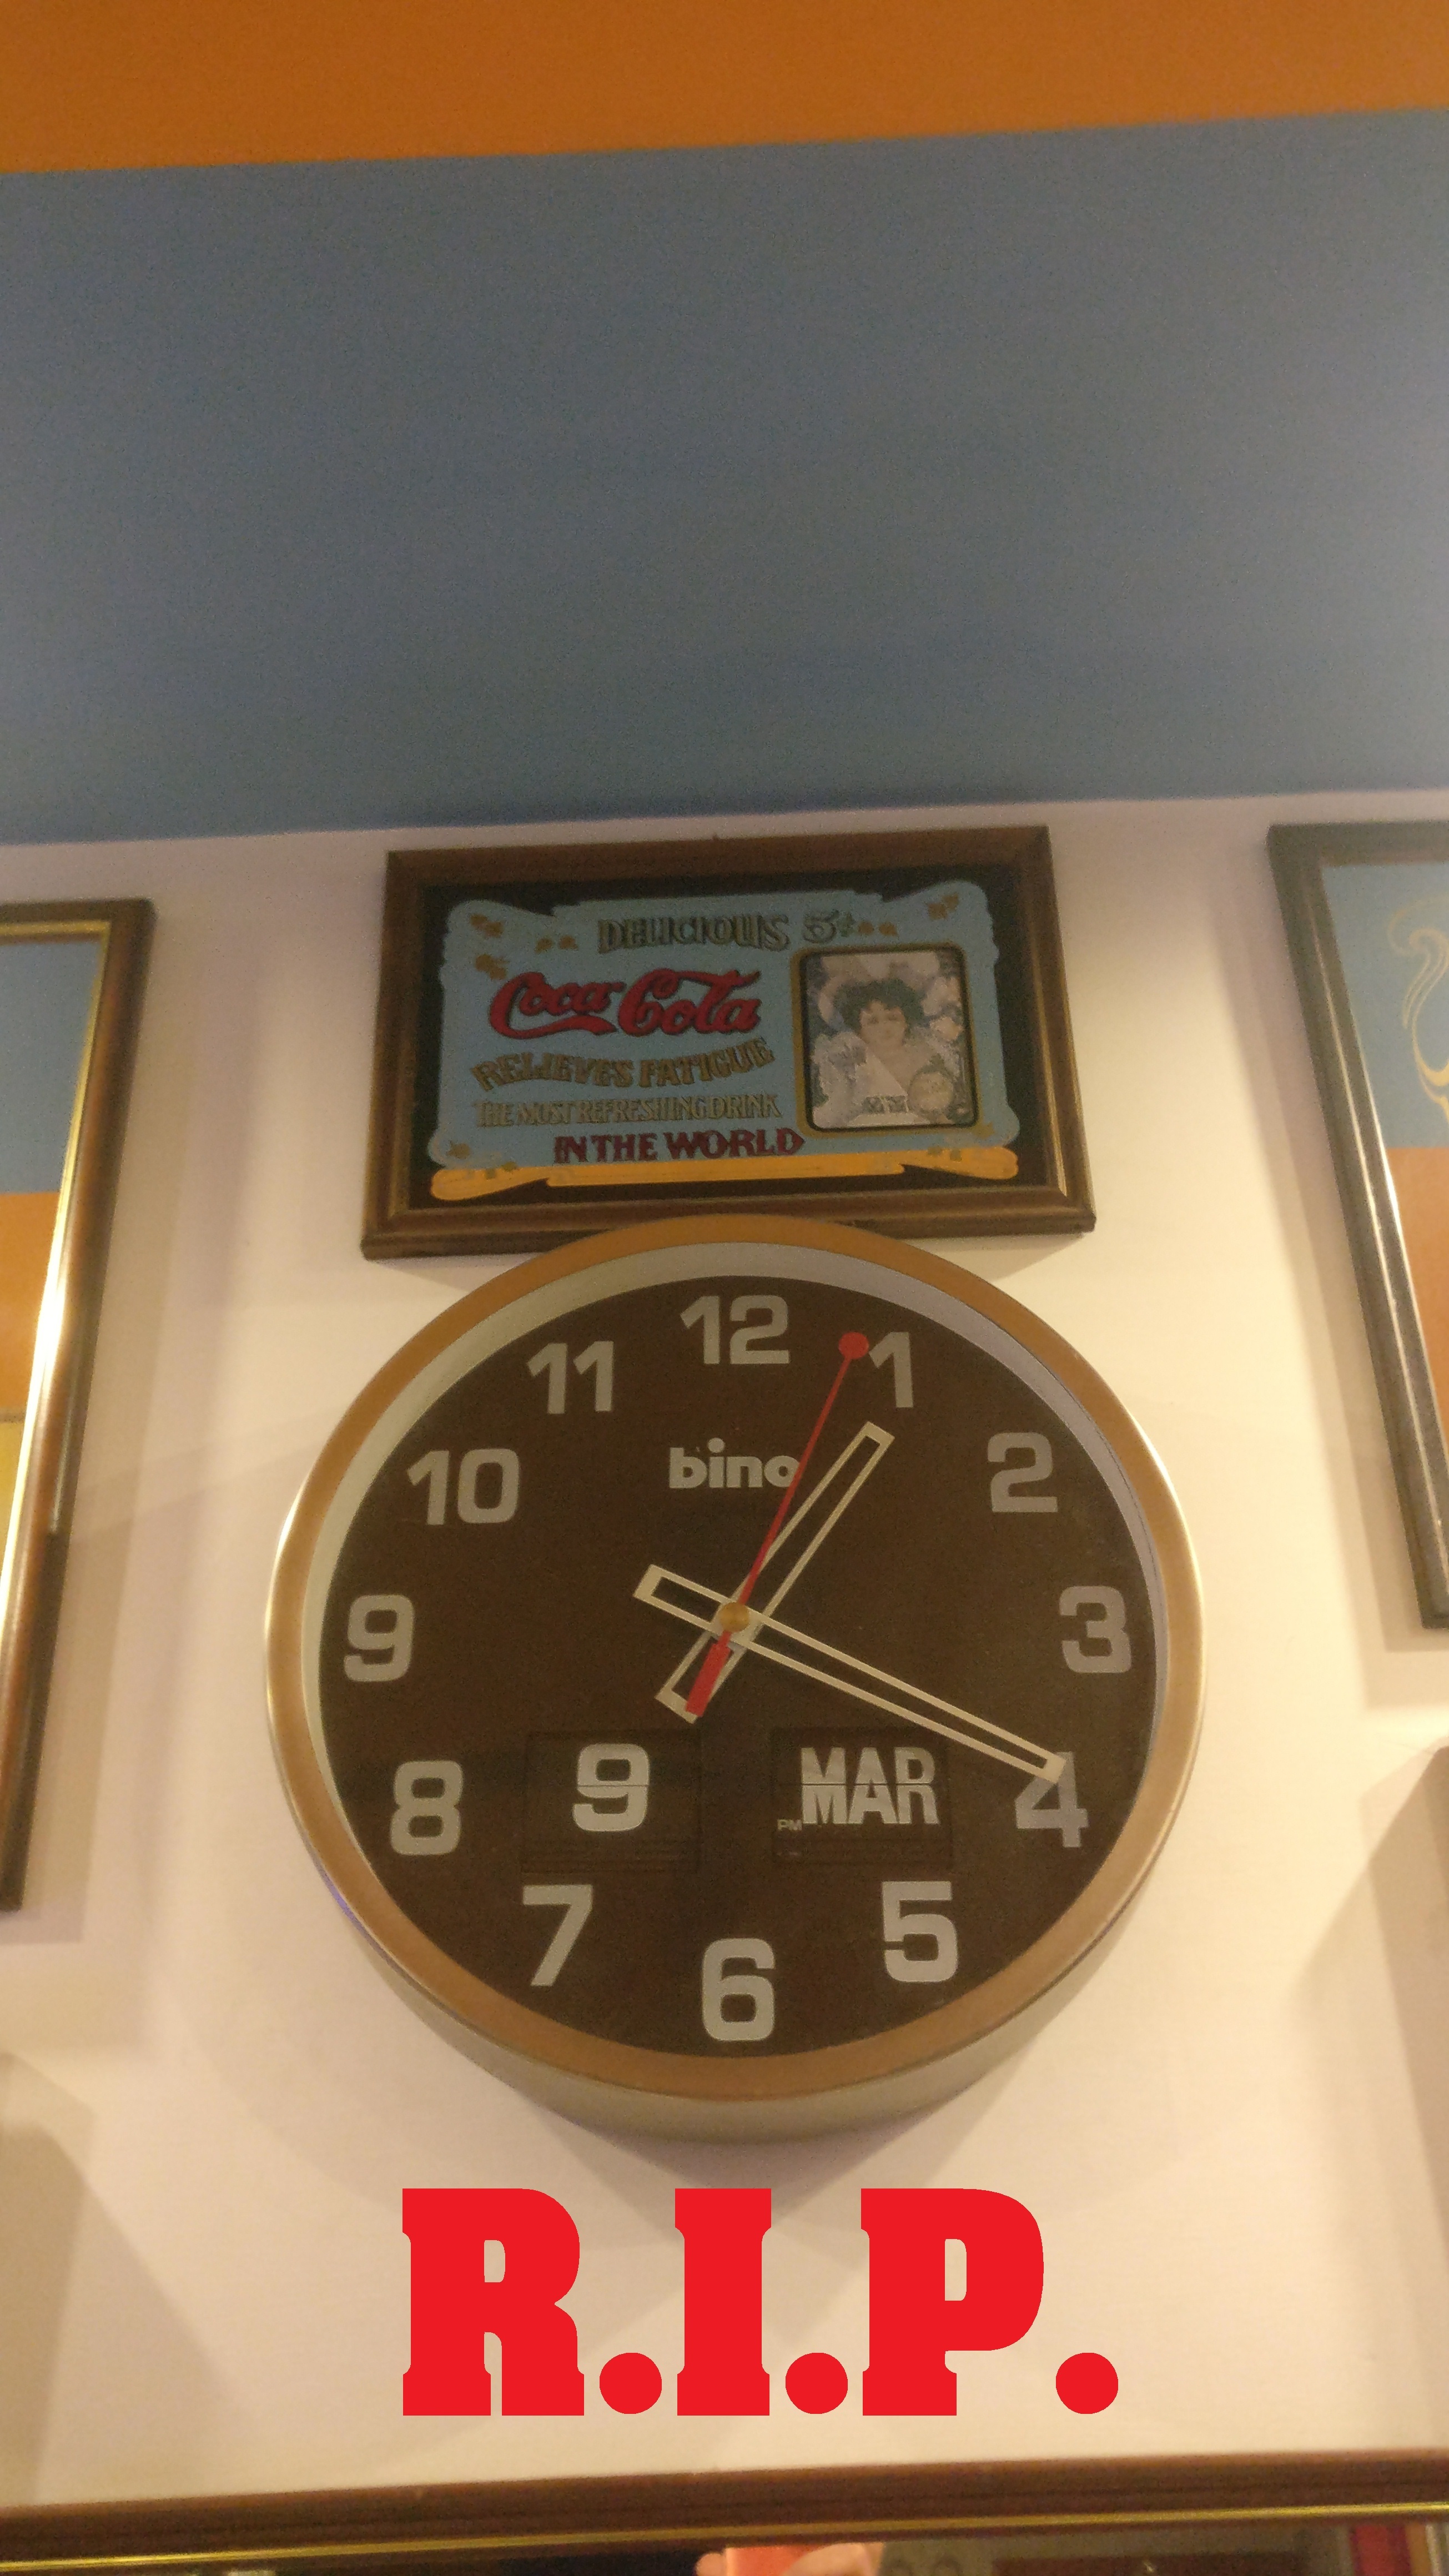 DELICIOUS 5¢
Coca-Cola
RELIEVES FATIGUE
THE MOST REFRESHING DRINK
IN THE WORLD
12
11
1
10
bino
2
9
3
8
9
PM MAR
4
7
5
6
R.I.P.